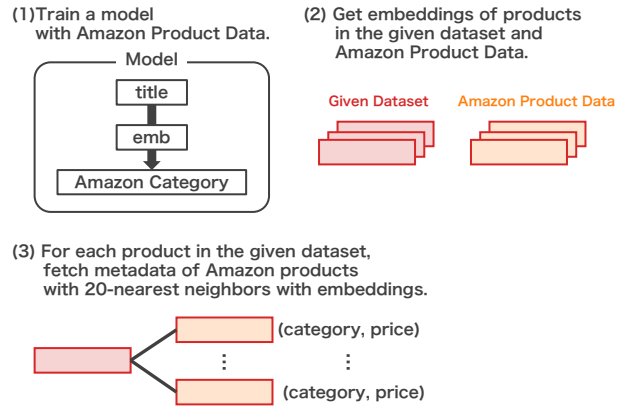 (1)Train a model
with Amazon Product Data.
Model
title
emb
Amazon Category
(2) Get embeddings of products
in the given dataset and
Amazon Product Data.
Given Dataset
Amazon Product Data
(3) For each product in the given dataset,
fetch metadata of Amazon products
with 20-nearest neighbors with embeddings.
(category, price)
⋮ ⋮
(category, price)